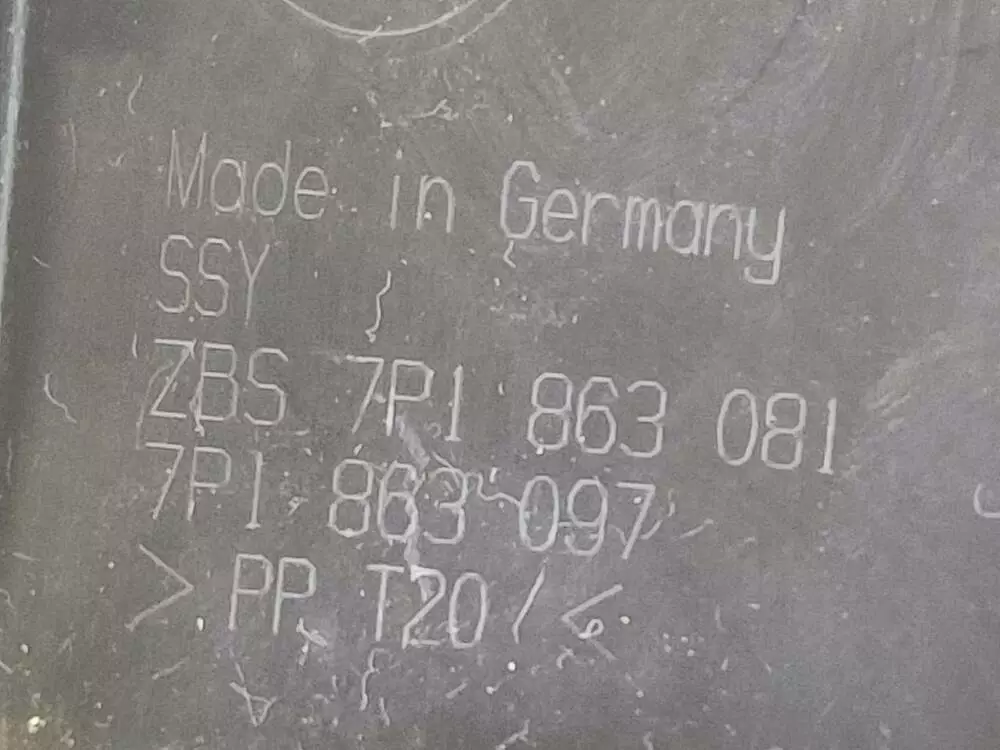 Made in Germany
SSY
ZBS 7P1 863 081
7P1 863 097
> PP T20 / <